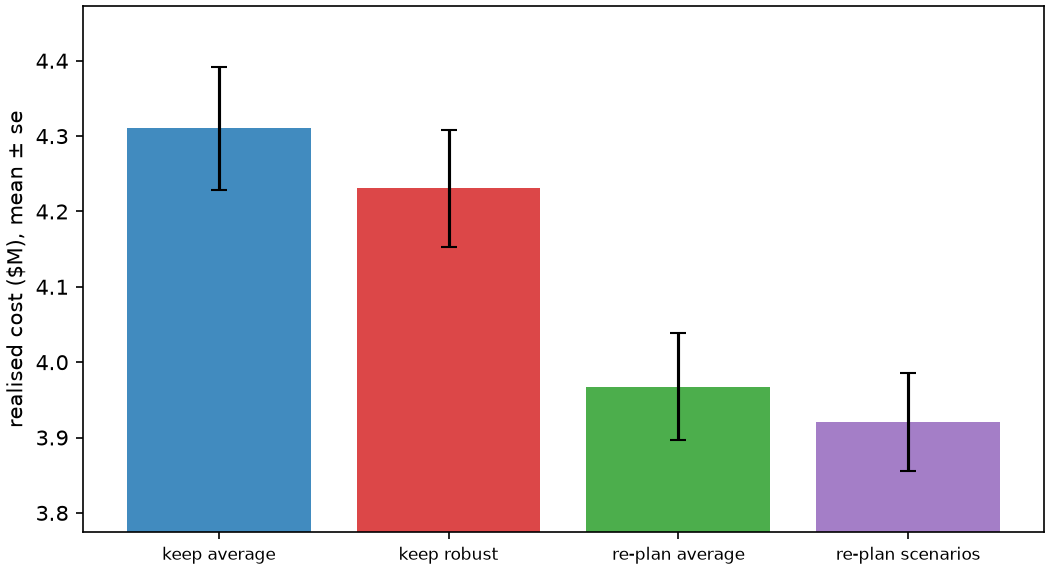 realised cost ($M), mean ± se
4.4
4.3
4.2
4.1
4.0
3.9
3.8
keep average
keep robust
re-plan average
re-plan scenarios